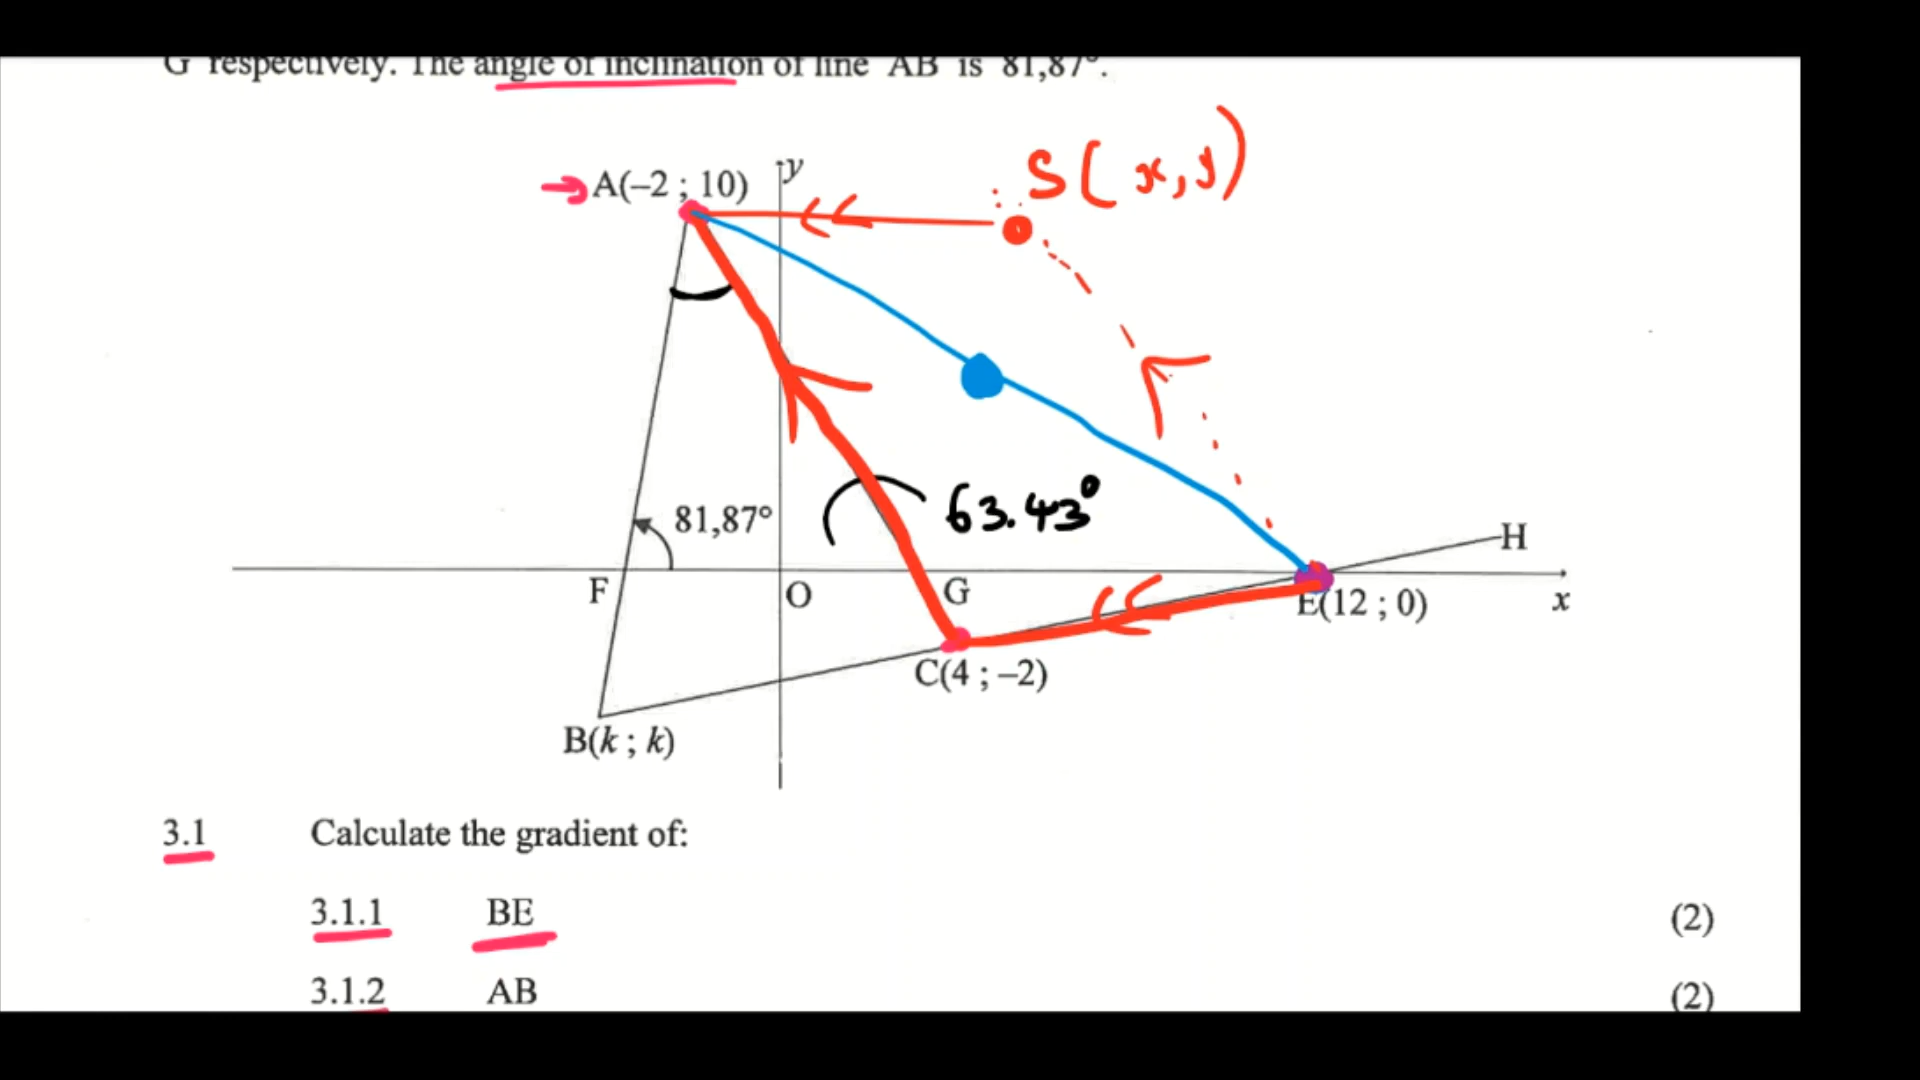 G respectively. The angle of inclination of line AB is 81,87°.
S(x,y)
A(–2 ; 10)
y
81,87°
63.43°
H
F
O
G
E(12 ; 0)
x
C(4 ; –2)
B(k ; k)
3.1 Calculate the gradient of:
3.1.1 BE (2)
3.1.2 AB (2)